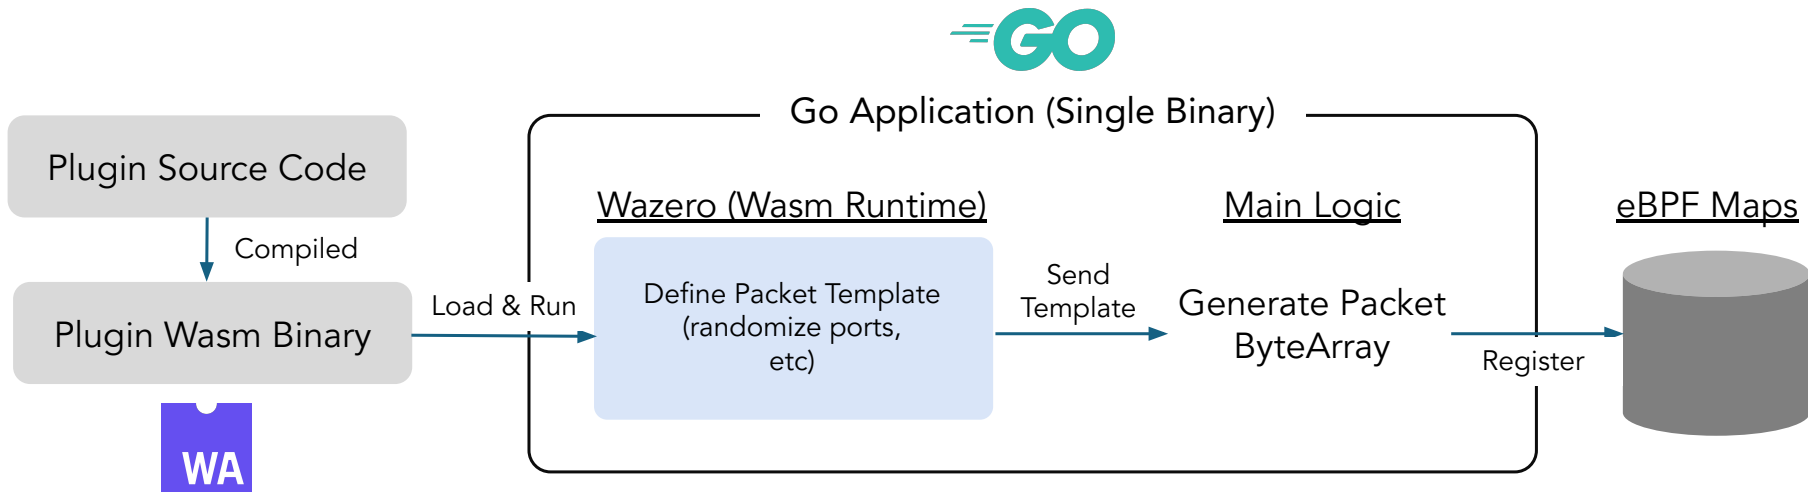 GO
Go Application (Single Binary)
Plugin Source Code
Compiled
Plugin Wasm Binary
WA
Load & Run
Wazero (Wasm Runtime)
Define Packet Template
(randomize ports,
etc)
Send
Template
Main Logic
Generate Packet
ByteArray
Register
eBPF Maps